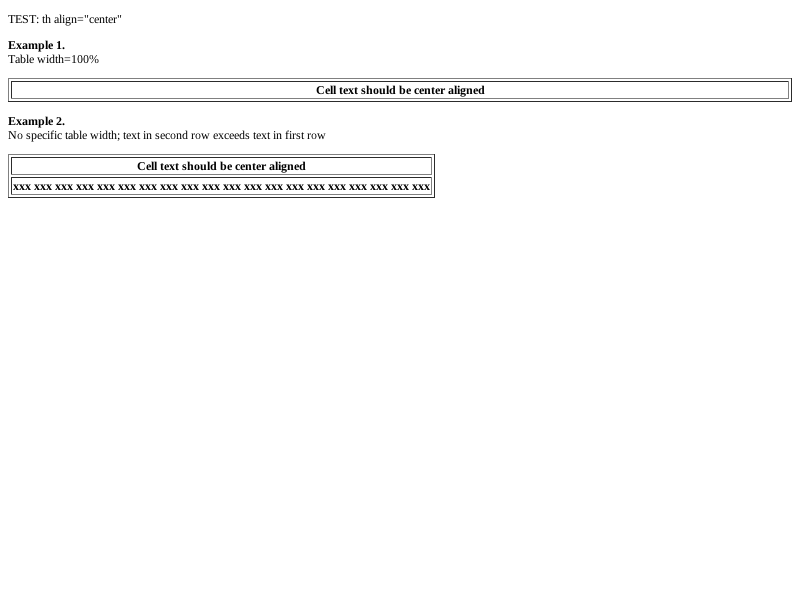 TEST: th align="center"
Example 1.
Table width=100%
Cell text should be center aligned
Example 2.
No specific table width; text in second row exceeds text in first row
Cell text should be center aligned
xxx xxx xxx xxx xxx xxx xxx xxx xxx xxx xxx xxx xxx xxx xxx xxx xxx xxx xxx xxx